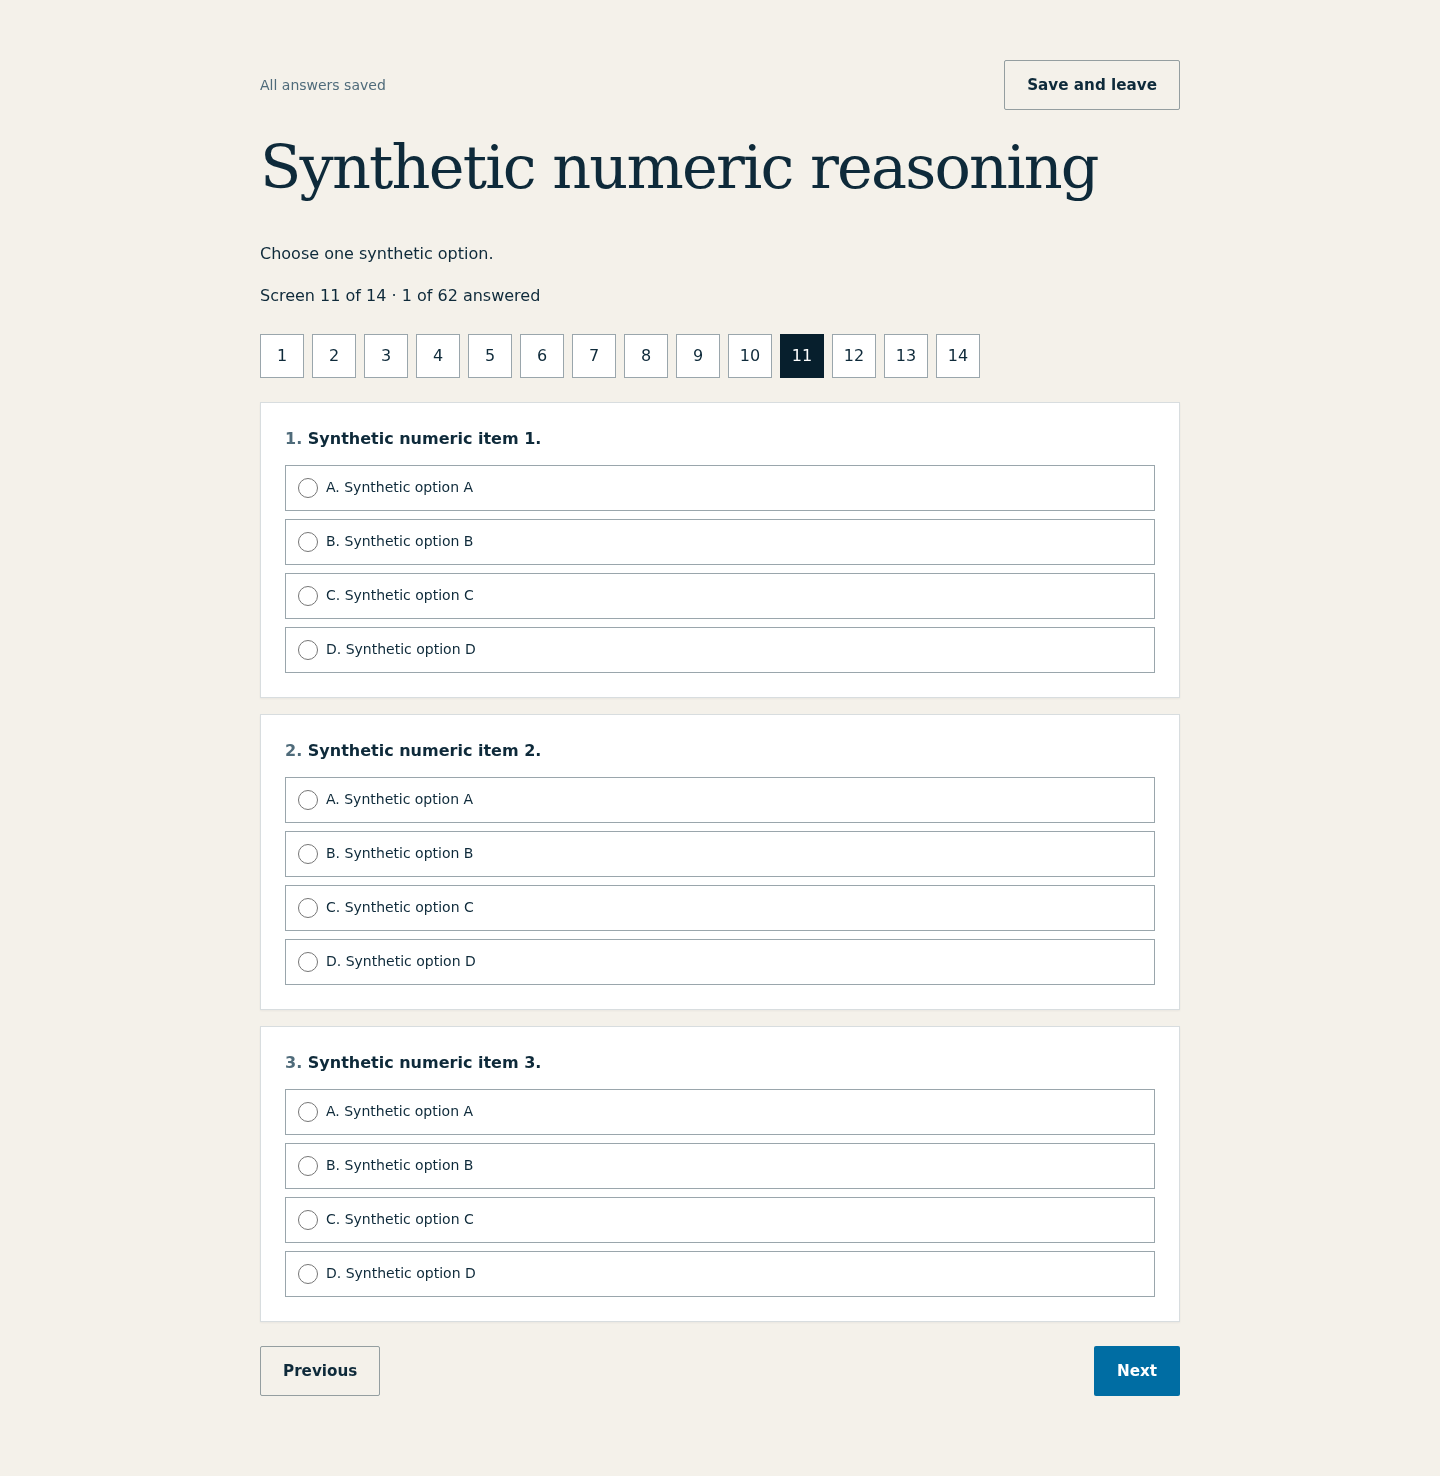 All answers saved
Save and leave
Synthetic numeric reasoning
Choose one synthetic option.
Screen 11 of 14 · 1 of 62 answered
1 2 3 4 5 6 7 8 9 10 11 12 13 14
1. Synthetic numeric item 1.
A. Synthetic option A
B. Synthetic option B
C. Synthetic option C
D. Synthetic option D
2. Synthetic numeric item 2.
A. Synthetic option A
B. Synthetic option B
C. Synthetic option C
D. Synthetic option D
3. Synthetic numeric item 3.
A. Synthetic option A
B. Synthetic option B
C. Synthetic option C
D. Synthetic option D
Previous
Next